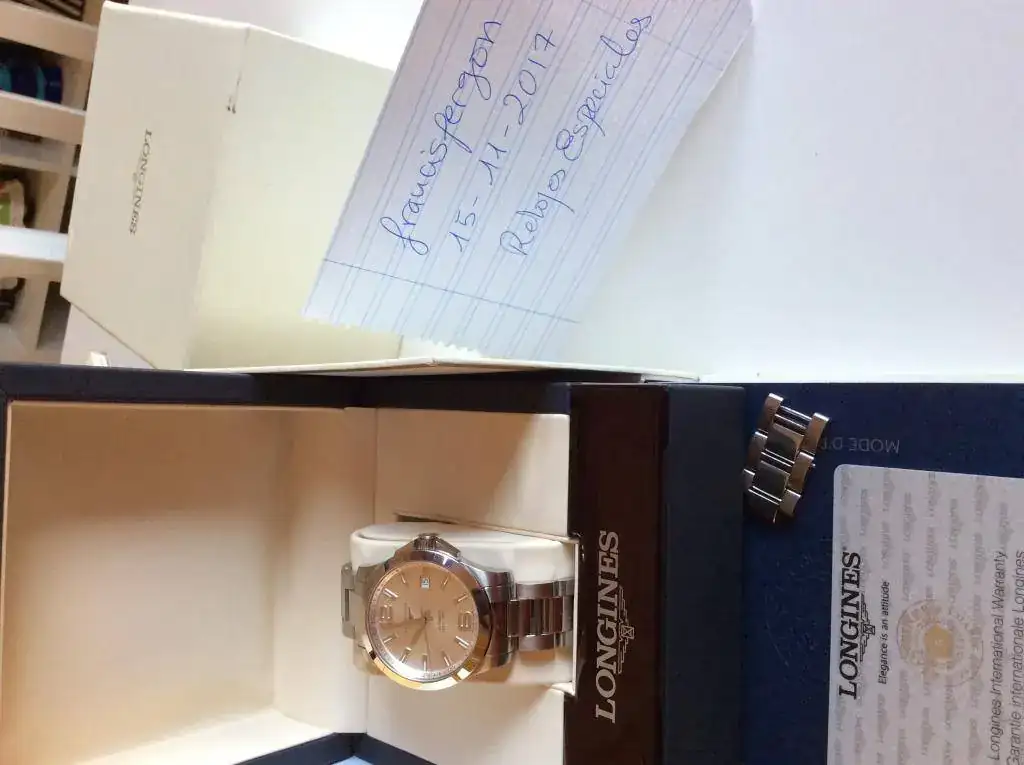 francisfergon
15-11-2017
Relojes Especiales
LONGINES
LONGINES
MODE D'
LONGINES
Elegance is an attitude
Longines International Warranty
Garantie internationale Longines